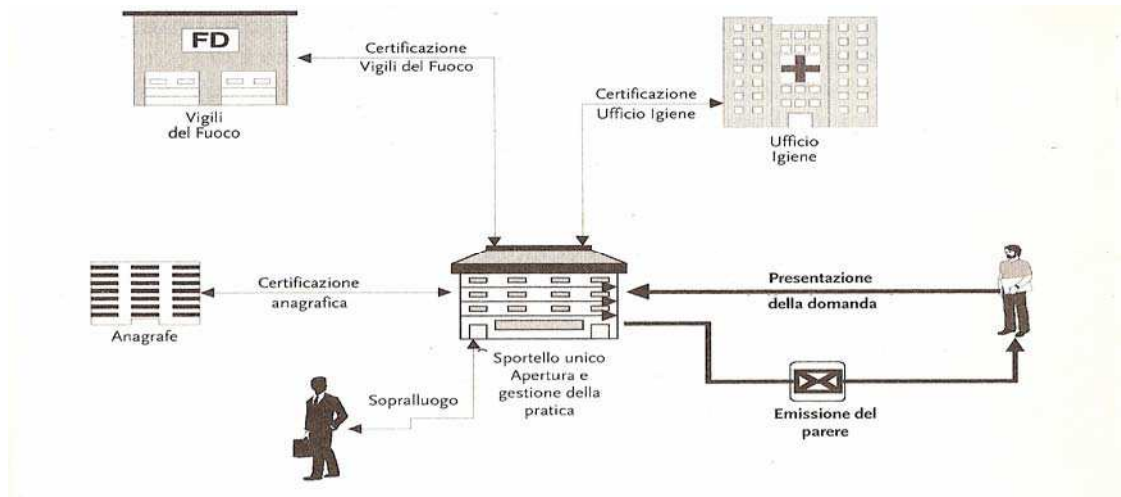 FD
Certificazione
Vigili del Fuoco
Vigili
del Fuoco
Certificazione
Ufficio Igiene
Ufficio
Igiene
Certificazione
anagrafica
Anagrafe
Presentazione
della domanda
Sportello unico
Apertura e
gestione della
pratica
Sopralluogo
Emissione del
parere